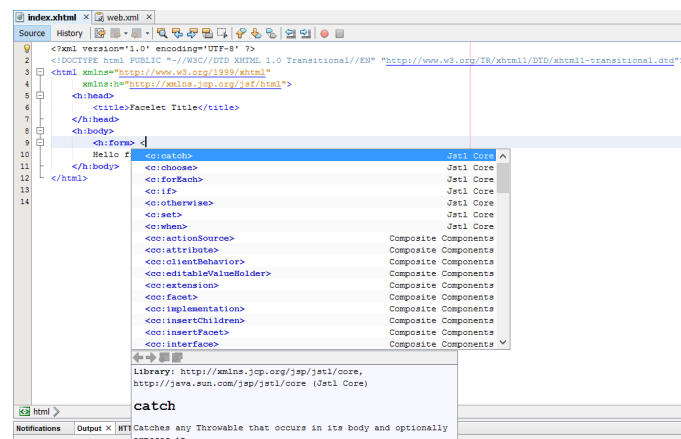 index.xhtml × web.xml ×
Source History
<?xml version='1.0' encoding='UTF-8' ?>
2 <!DOCTYPE html PUBLIC "-//W3C//DTD XHTML 1.0 Transitional//EN" "http://www.w3.org/TR/xhtml1/DTD/xhtml1-transitional.dtd"
3 <html xmlns="http://www.w3.org/1999/xhtml"
4 xmlns:h="http://xmlns.jcp.org/jsf/html">
5 <h:head>
6 <title>Facelet Title</title>
7 </h:head>
8 <h:body>
9 <h:form> <
10 Hello f
11 </h:body>
12 </html>
13
14
<c:catch> Jstl Core
<c:choose> Jstl Core
<c:forEach> Jstl Core
<c:if> Jstl Core
<c:otherwise> Jstl Core
<c:set> Jstl Core
<c:when> Jstl Core
<cc:actionSource> Composite Components
<cc:attribute> Composite Components
<cc:clientBehavior> Composite Components
<cc:editableValueHolder> Composite Components
<cc:extension> Composite Components
<cc:facet> Composite Components
<cc:implementation> Composite Components
<cc:insertChildren> Composite Components
<cc:insertFacet> Composite Components
<cc:interface> Composite Components
Library: http://xmlns.jcp.org/jsp/jstl/core,
http://java.sun.com/jsp/jstl/core (Jstl Core)
catch
Catches any Throwable that occurs in its body and optionally
html
Notifications Output × HTT